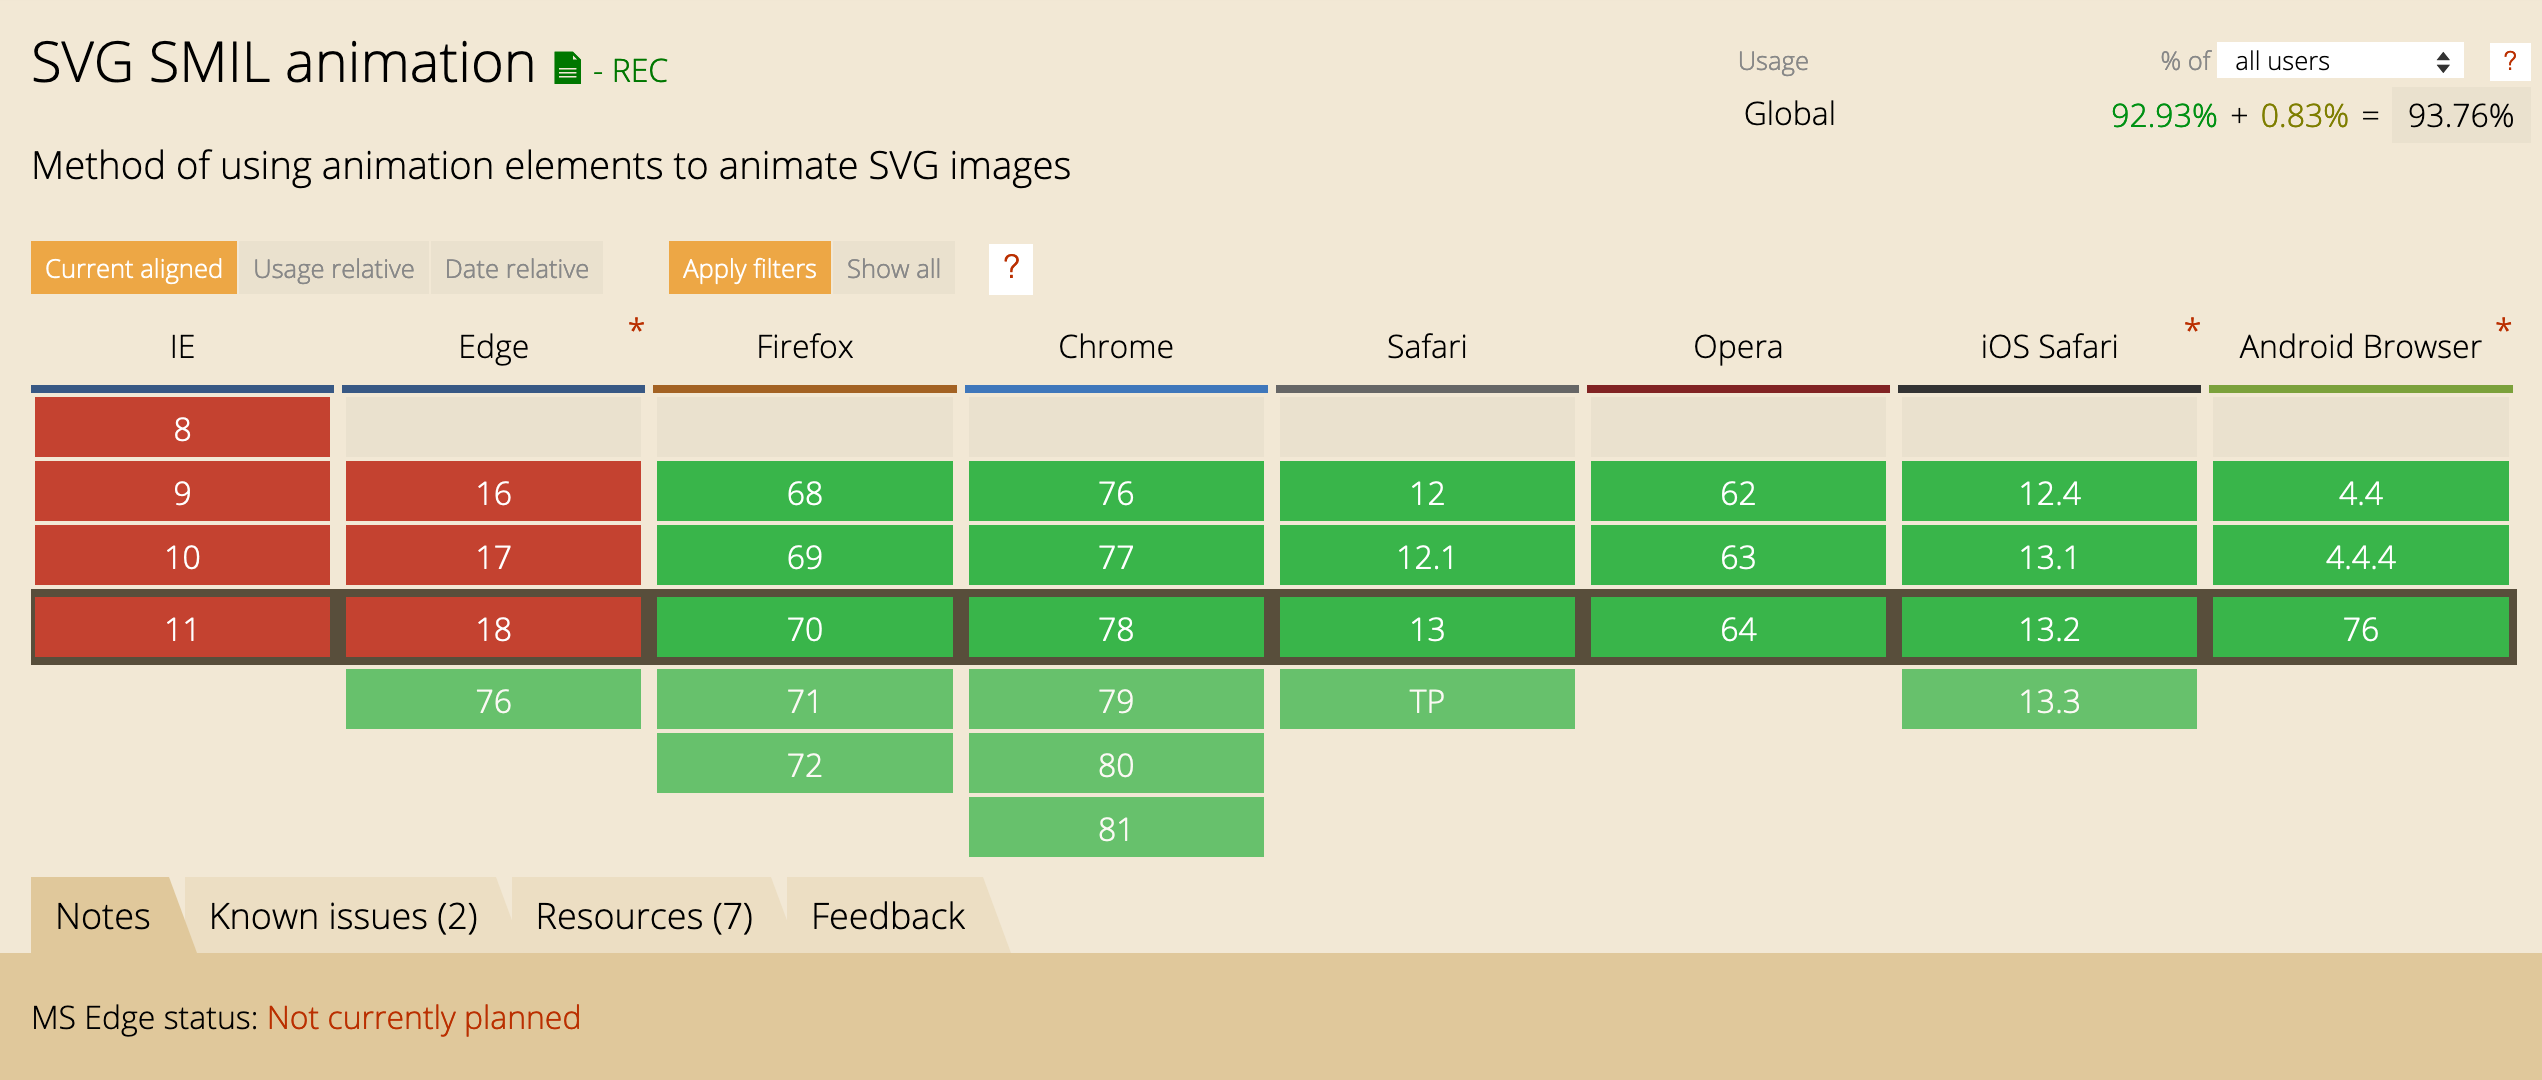 SVG SMIL animation - REC
Usage % of all users ?
Global 92.93% + 0.83% = 93.76%
Method of using animation elements to animate SVG images
Current aligned Usage relative Date relative Apply filters Show all ?
IE Edge * Firefox Chrome Safari Opera iOS Safari * Android Browser *
8
9 16 68 76 12 62 12.4 4.4
10 17 69 77 12.1 63 13.1 4.4.4
11 18 70 78 13 64 13.2 76
76 71 79 TP 13.3
72 80
81
Notes Known issues (2) Resources (7) Feedback
MS Edge status: Not currently planned